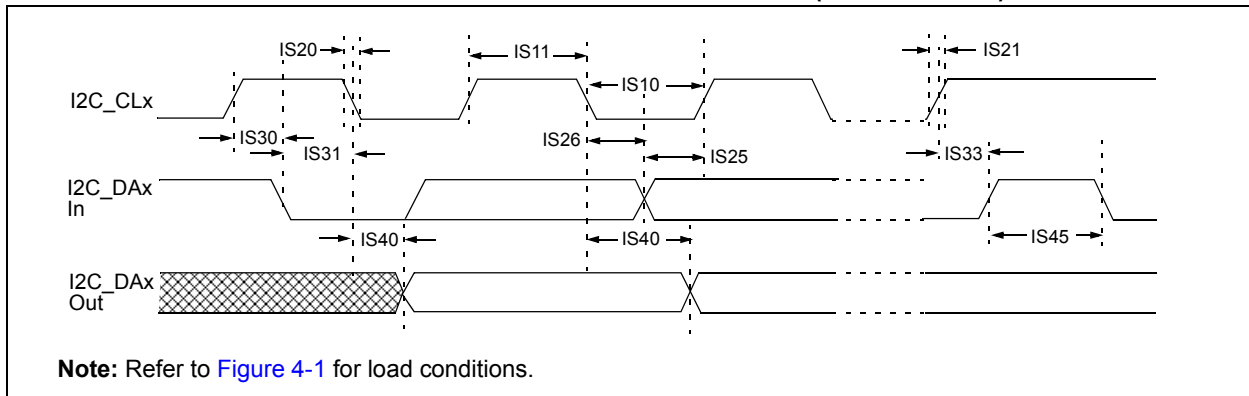 IS20
IS11
IS21
IS10
I2C_CLx
IS30
IS26
IS31
IS25
IS33
I2C_DAx
In
IS40
IS40
IS45
I2C_DAx
Out
Note: Refer to Figure 4-1 for load conditions.